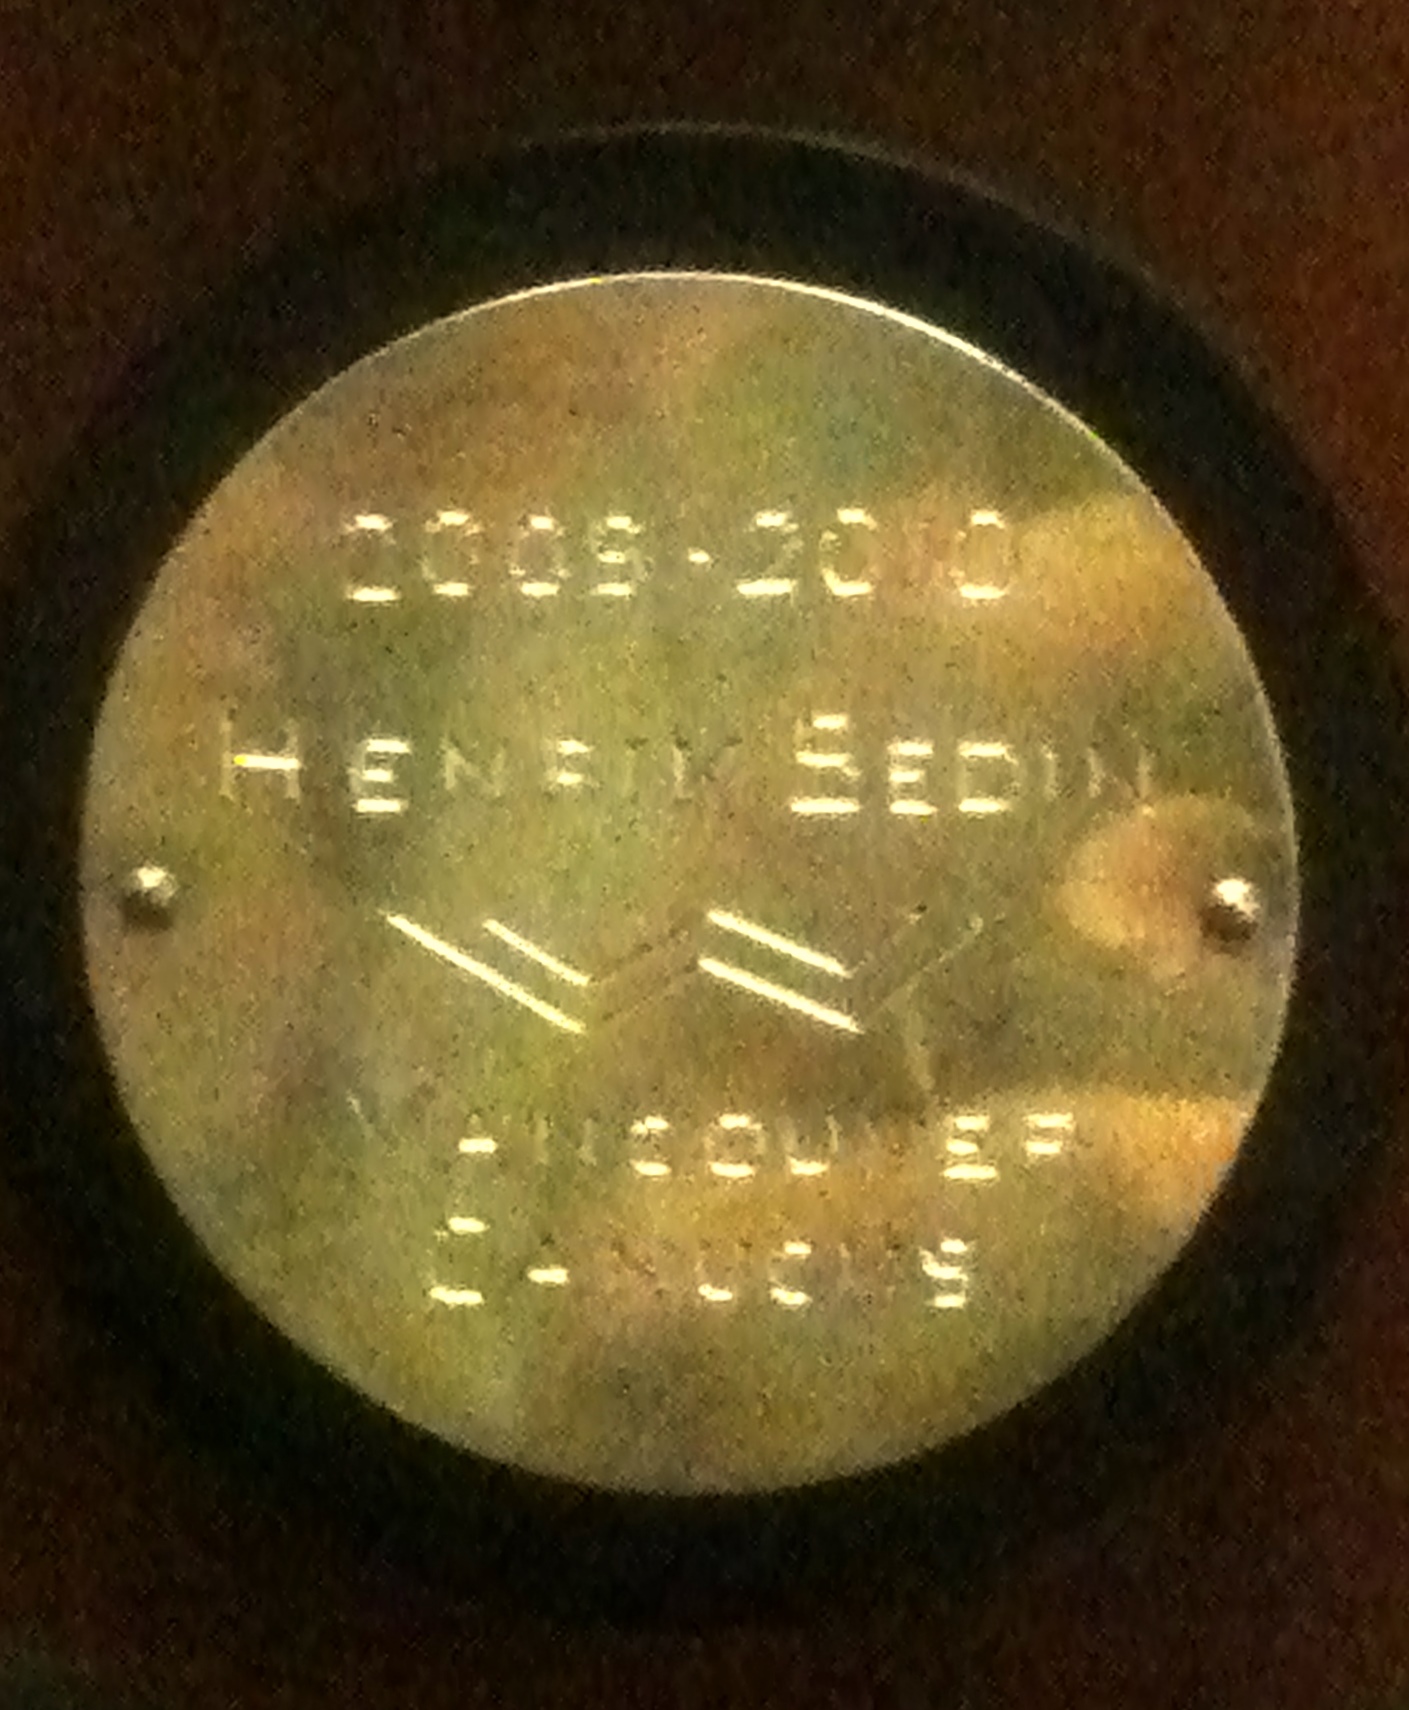 2009-2010
HENRIK SEDIN
VANCOUVER
CANUCKS